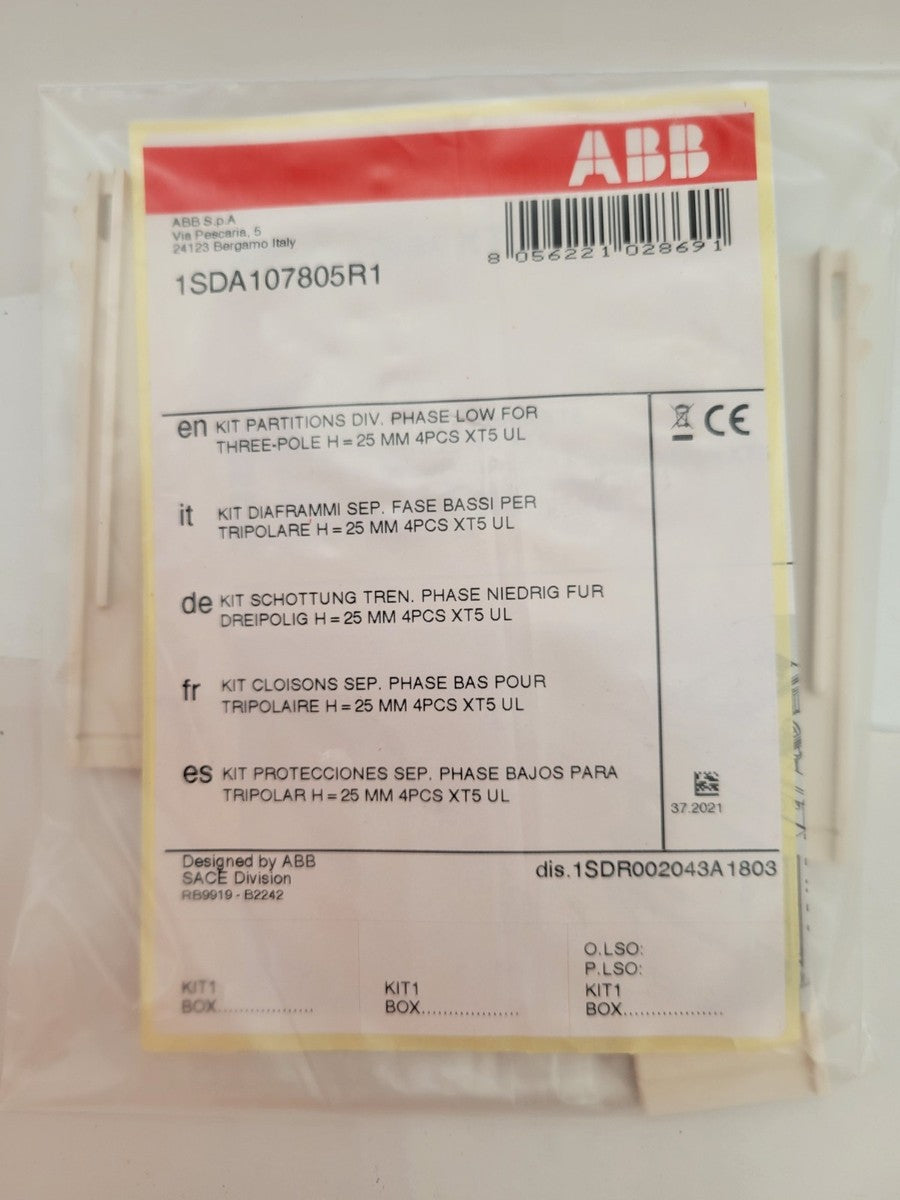 ABB
ABB S.p.A
Via Pescaria, 5
24123 Bergamo Italy
8 056221 028691
1SDA107805R1
en KIT PARTITIONS DIV. PHASE LOW FOR
THREE-POLE H = 25 MM 4PCS XT5 UL
CE
it KIT DIAFRAMMI SEP. FASE BASSI PER
TRIPOLARE H = 25 MM 4PCS XT5 UL
de KIT SCHOTTUNG TREN. PHASE NIEDRIG FUR
DREIPOLIG H = 25 MM 4PCS XT5 UL
fr KIT CLOISONS SEP. PHASE BAS POUR
TRIPOLAIRE H = 25 MM 4PCS XT5 UL
es KIT PROTECCIONES SEP. PHASE BAJOS PARA
TRIPOLAR H = 25 MM 4PCS XT5 UL
37.2021
Designed by ABB
SACE Division
RB9919 - B2242
dis.1SDR002043A1803
KIT1
BOX..................
KIT1
BOX..................
O.LSO:
P.LSO:
KIT1
BOX..................